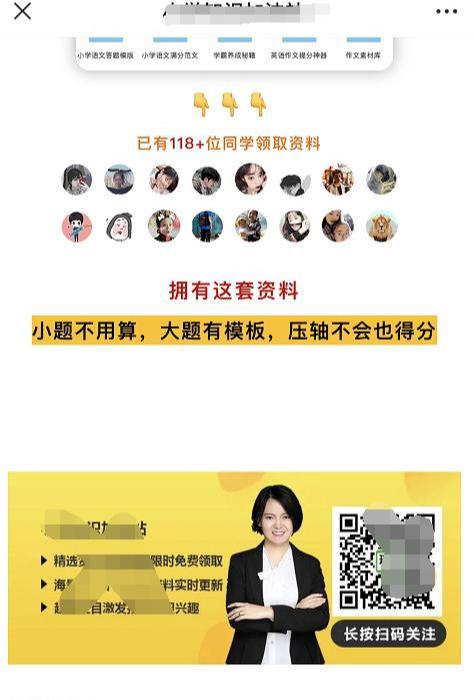 小学语文答题模版 小学语文满分范文 学霸养成秘籍 英语作文提分神器 作文素材库
已有118+位同学领取资料
拥有这套资料
小题不用算，大题有模板，压轴不会也得分
精选 限时免费领取
料实时更新
激发
兴趣
长按扫码关注